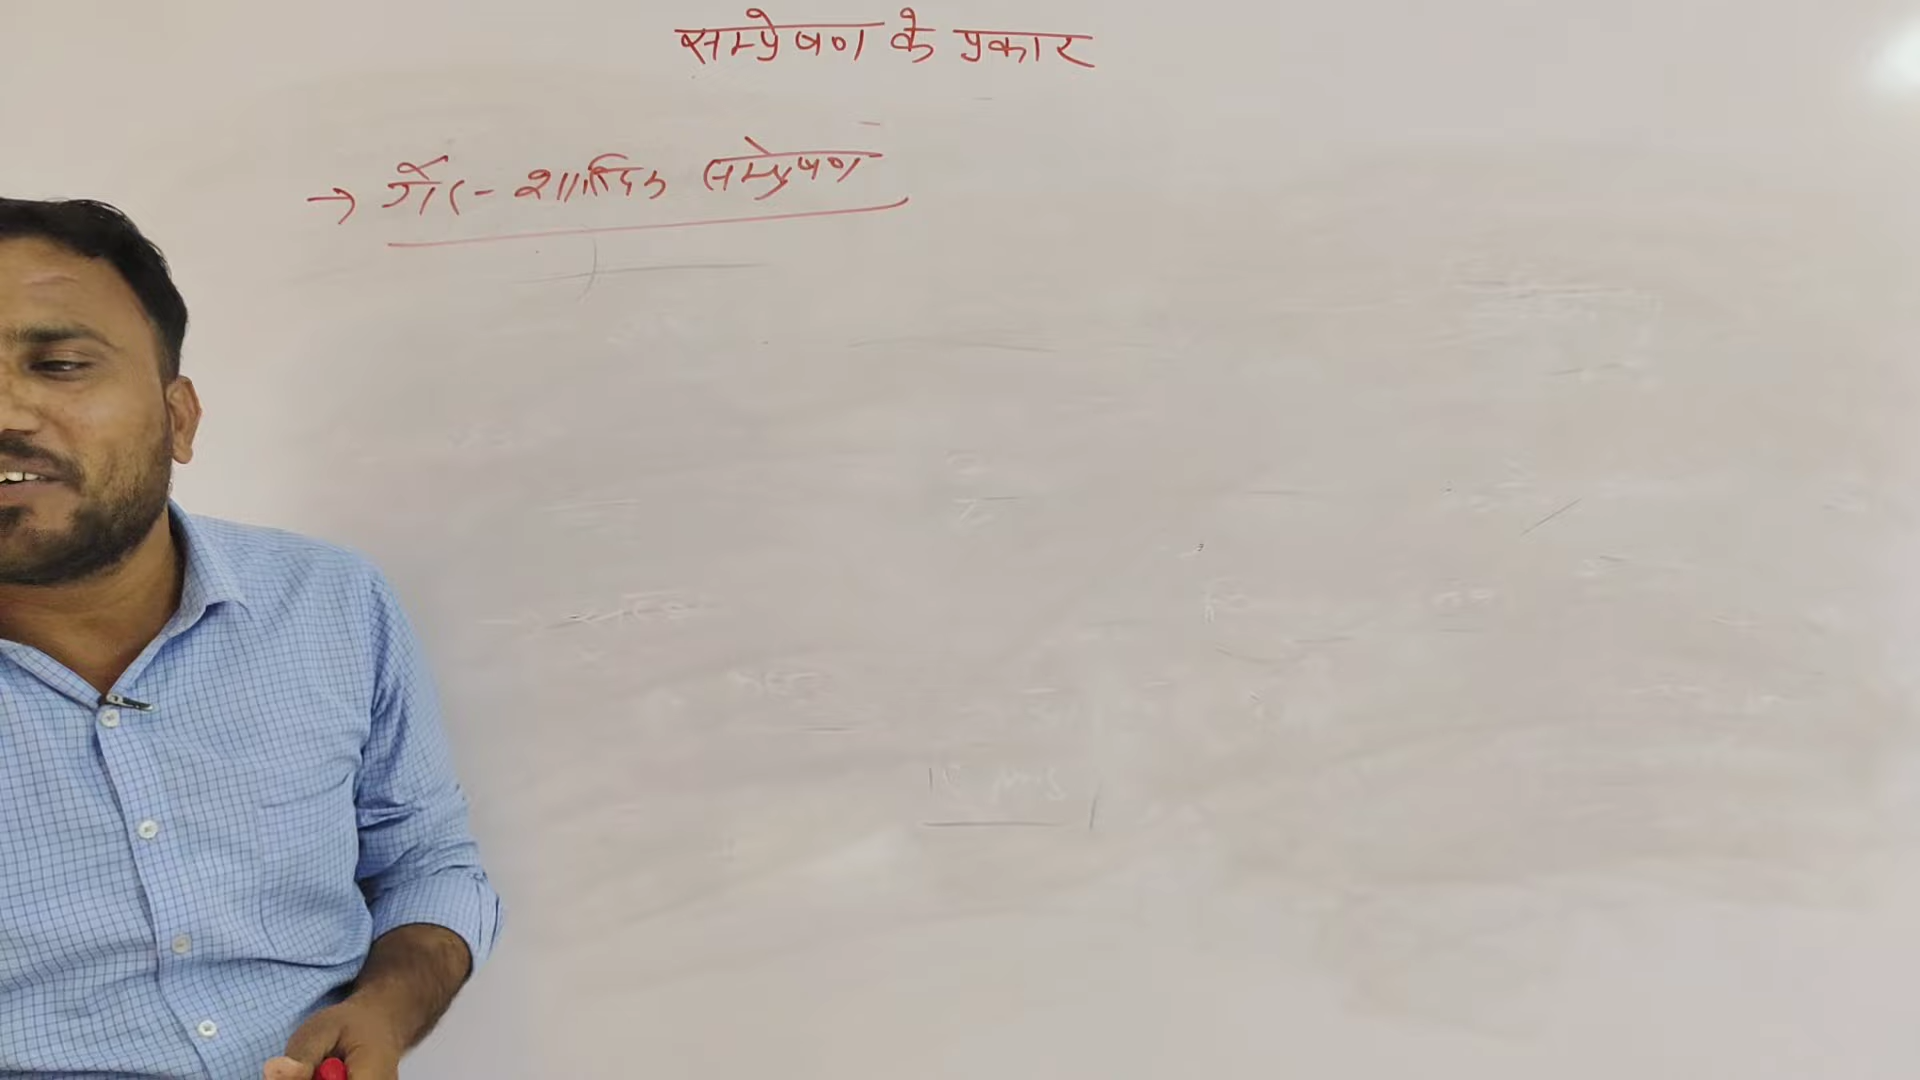 सम्प्रेषण के प्रकार
→ गैर-शाब्दिक सम्प्रेषण